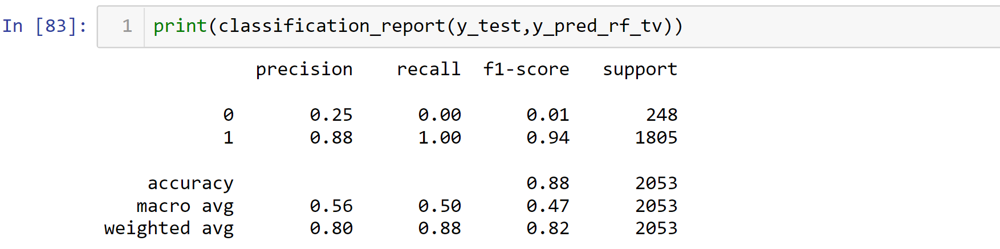 In [83]: 1 print(classification_report(y_test,y_pred_rf_tv))
precision recall f1-score support
0 0.25 0.00 0.01 248
1 0.88 1.00 0.94 1805
accuracy 0.88 2053
macro avg 0.56 0.50 0.47 2053
weighted avg 0.80 0.88 0.82 2053